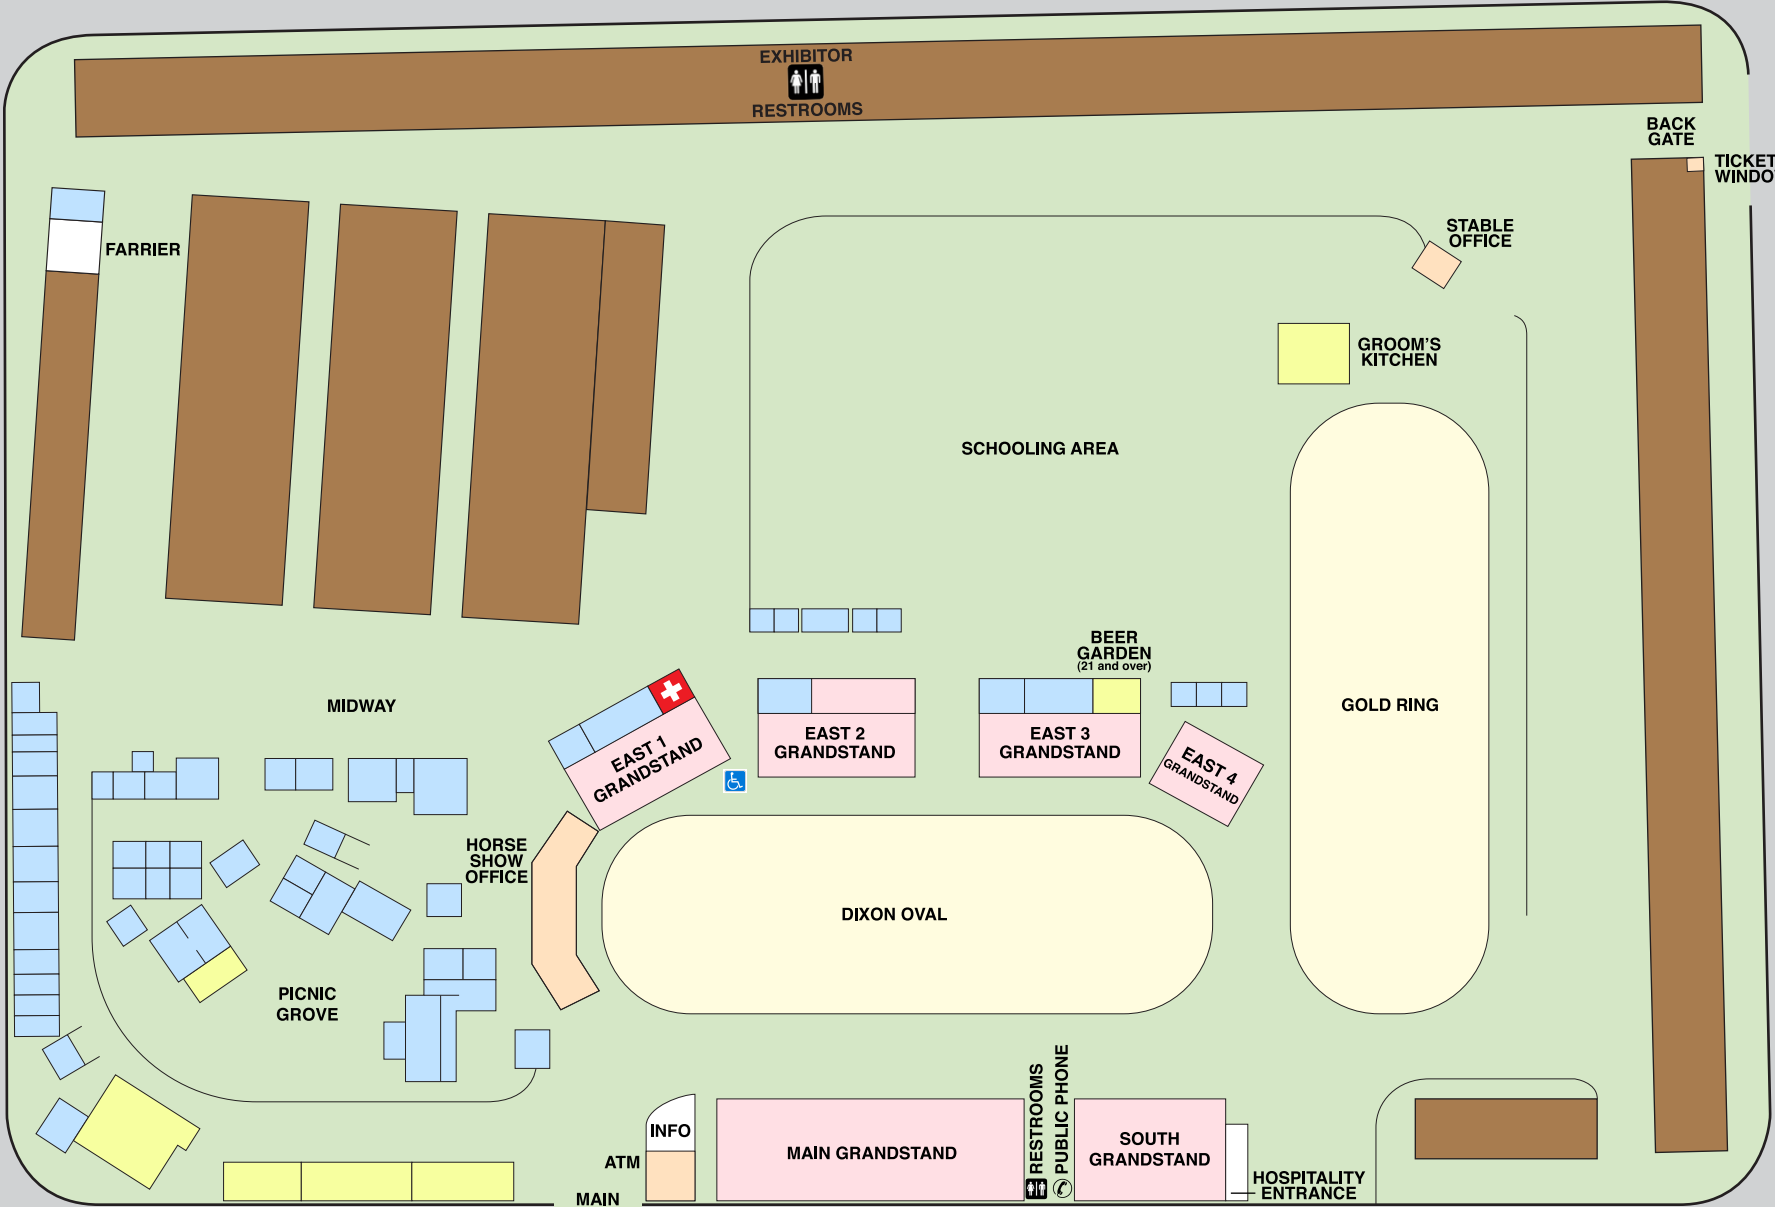 EXHIBITOR
RESTROOMS
BACK
GATE
TICKET
FARRIER
STABLE
OFFICE
GROOM'S
KITCHEN
SCHOOLING AREA
BEER
GARDEN
(21 and over)
MIDWAY
GOLD RING
EAST 1
GRANDSTAND
EAST 2
GRANDSTAND
EAST 3
GRANDSTAND
EAST 4
GRANDSTAND
HORSE
SHOW
OFFICE
DIXON OVAL
PICNIC
GROVE
INFO
ATM
MAIN
MAIN GRANDSTAND
RESTROOMS
PUBLIC PHONE
SOUTH
GRANDSTAND
HOSPITALITY
ENTRANCE